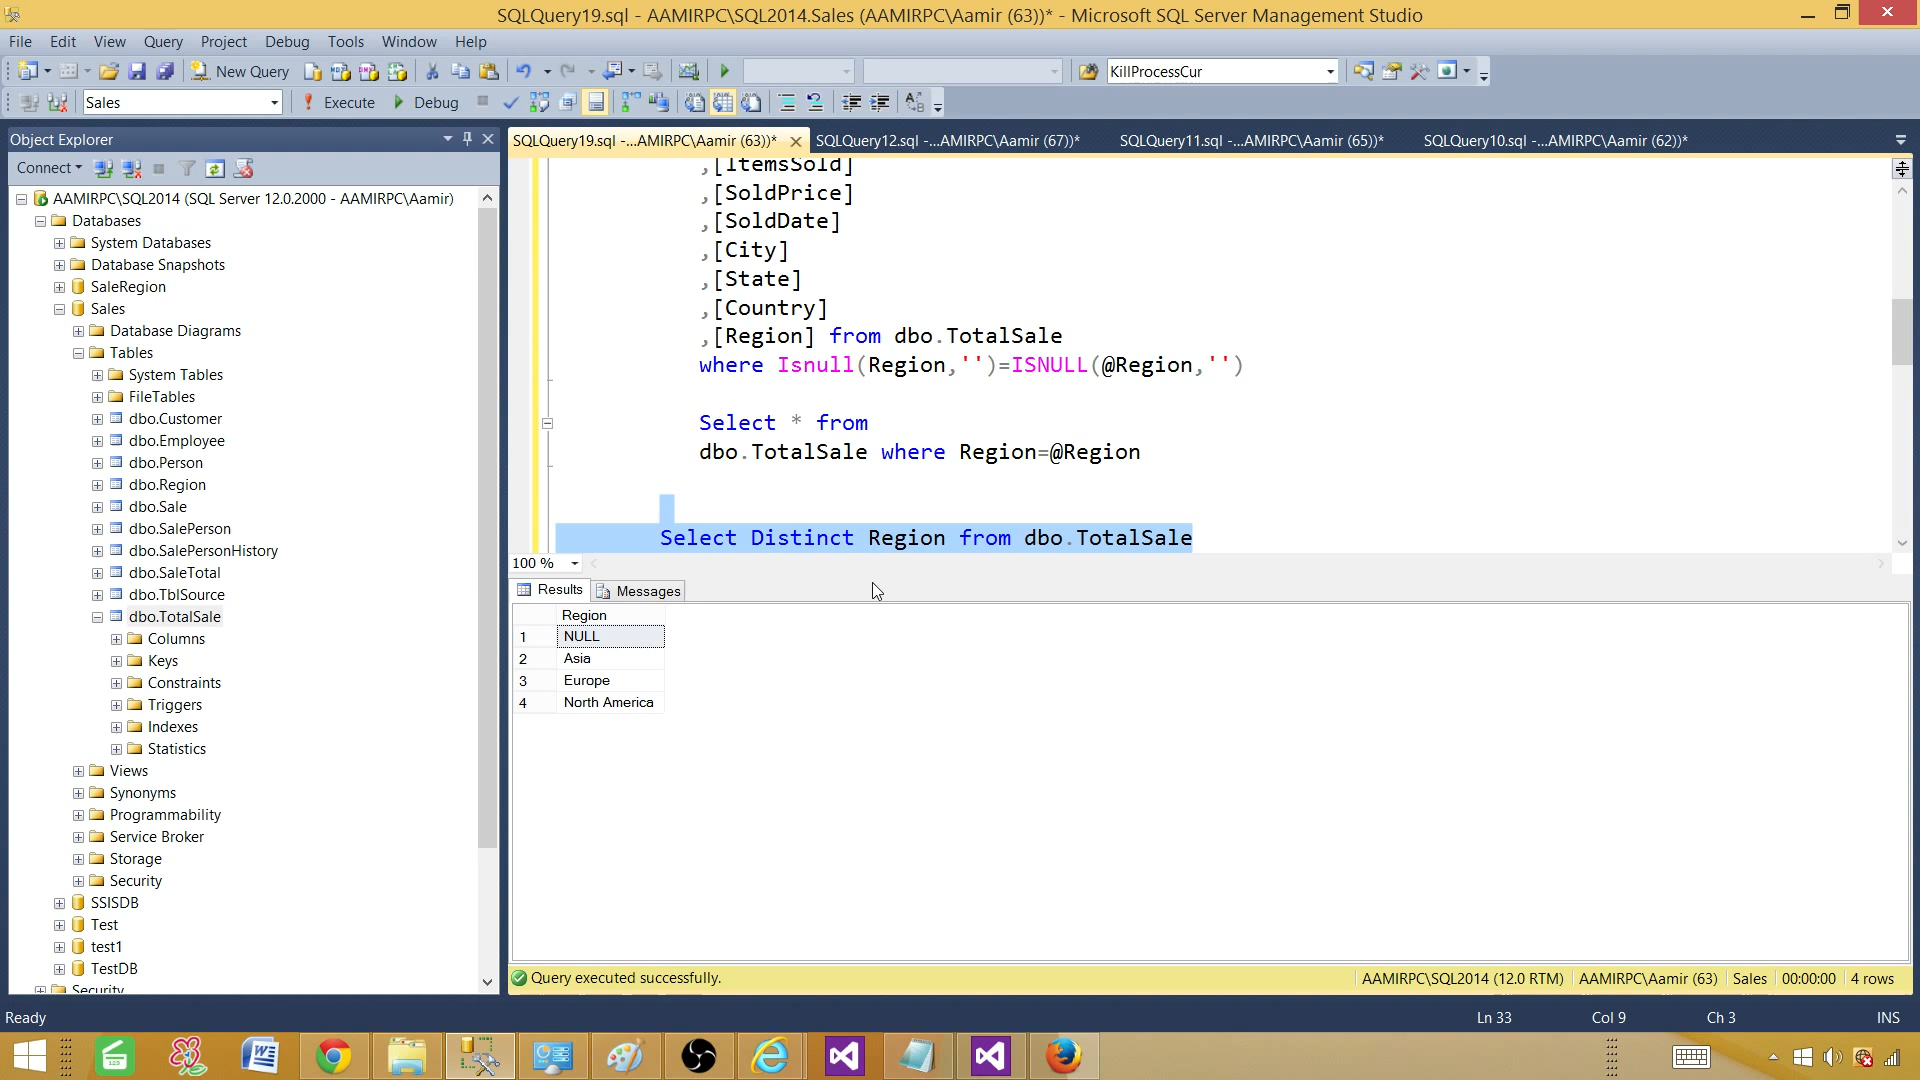 SQLQuery19.sql - AAMIRPC\SQL2014.Sales (AAMIRPC\Aamir (63))* - Microsoft SQL Server Management Studio
File Edit View Query Project Debug Tools Window Help
New Query KillProcessCur
Sales Execute Debug
Object Explorer
SQLQuery19.sql -...AMIRPC\Aamir (63))* SQLQuery12.sql -...AMIRPC\Aamir (67))* SQLQuery11.sql -...AMIRPC\Aamir (65))* SQLQuery10.sql -...AMIRPC\Aamir (62))*
Connect
AAMIRPC\SQL2014 (SQL Server 12.0.2000 - AAMIRPC\Aamir)
Databases
System Databases
Database Snapshots
SaleRegion
Sales
Database Diagrams
Tables
System Tables
FileTables
dbo.Customer
dbo.Employee
dbo.Person
dbo.Region
dbo.Sale
dbo.SalePerson
dbo.SalePersonHistory
dbo.SaleTotal
dbo.TblSource
dbo.TotalSale
Columns
Keys
Constraints
Triggers
Indexes
Statistics
Views
Synonyms
Programmability
Service Broker
Storage
Security
SSISDB
Test
test1
TestDB
Security
,[ItemsSold]
,[SoldPrice]
,[SoldDate]
,[City]
,[State]
,[Country]
,[Region] from dbo.TotalSale
where Isnull(Region,'')=ISNULL(@Region,'')
Select * from
dbo.TotalSale where Region=@Region
Select Distinct Region from dbo.TotalSale
100 %
Results Messages
Region
1 NULL
2 Asia
3 Europe
4 North America
Query executed successfully. AAMIRPC\SQL2014 (12.0 RTM) AAMIRPC\Aamir (63) Sales 00:00:00 4 rows
Ready Ln 33 Col 9 Ch 3 INS